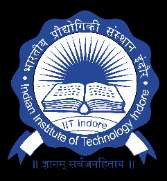 भारतीय प्रौद्योगिकी संस्थान इंदौर
IIT Indore
Indian Institute of Technology Indore
॥ ज्ञानम् सर्वजनहिताय ॥